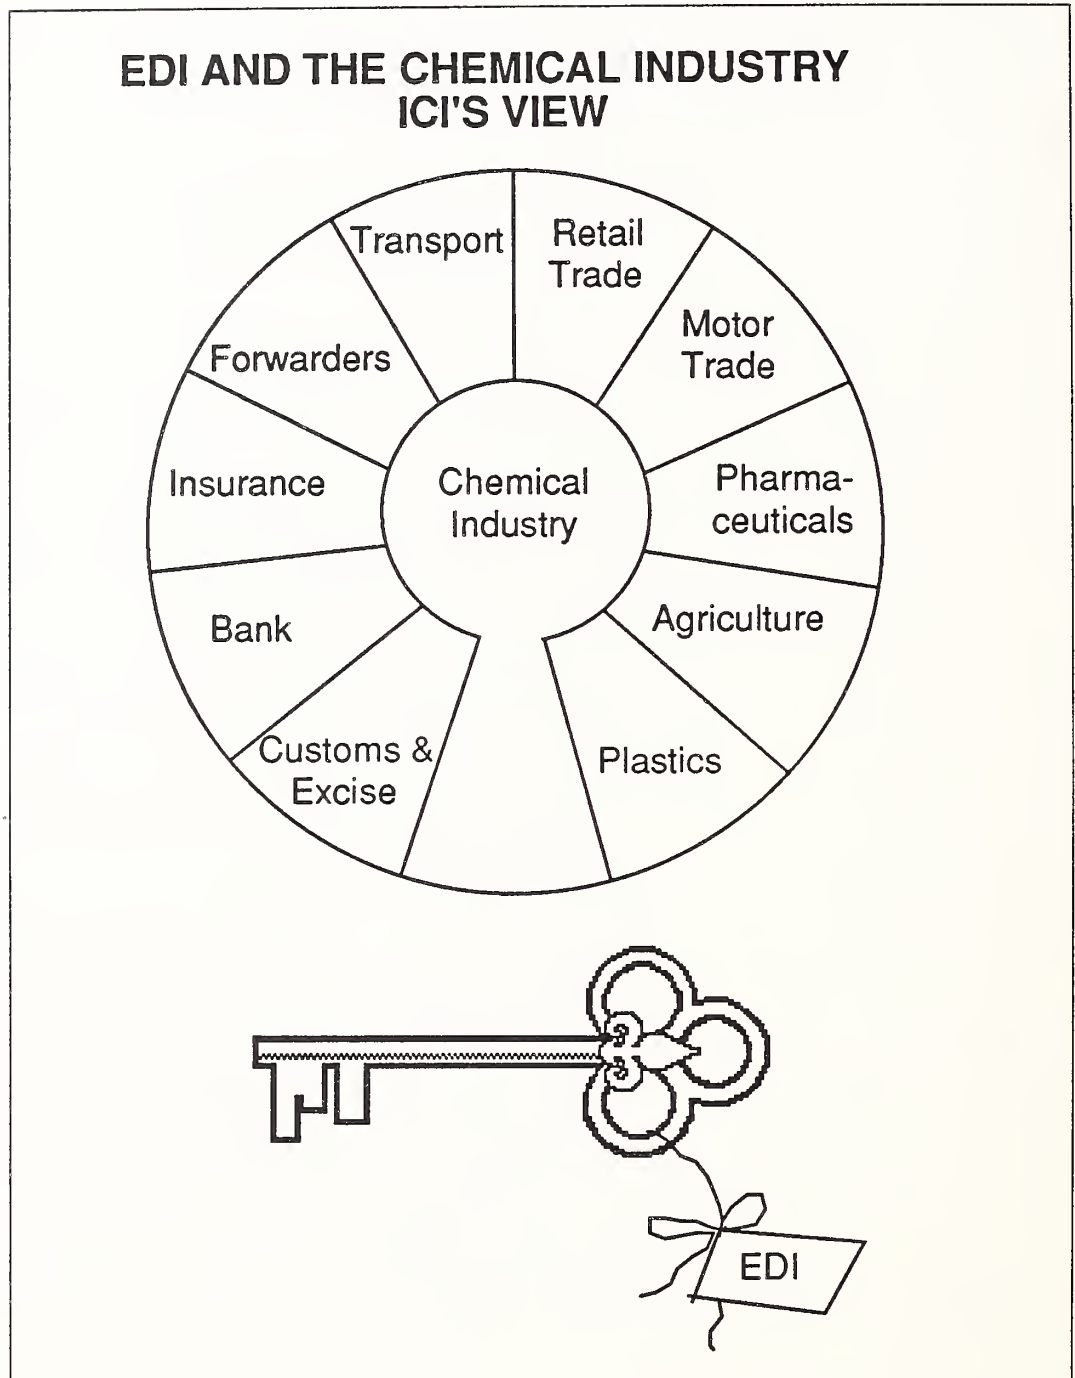 EDI AND THE CHEMICAL INDUSTRY
ICI'S VIEW
Transport
Retail
Trade
Motor
Trade
Forwarders
Insurance
Chemical
Industry
Pharma-
ceuticals
Bank
Agriculture
Customs &
Excise
Plastics
EDI